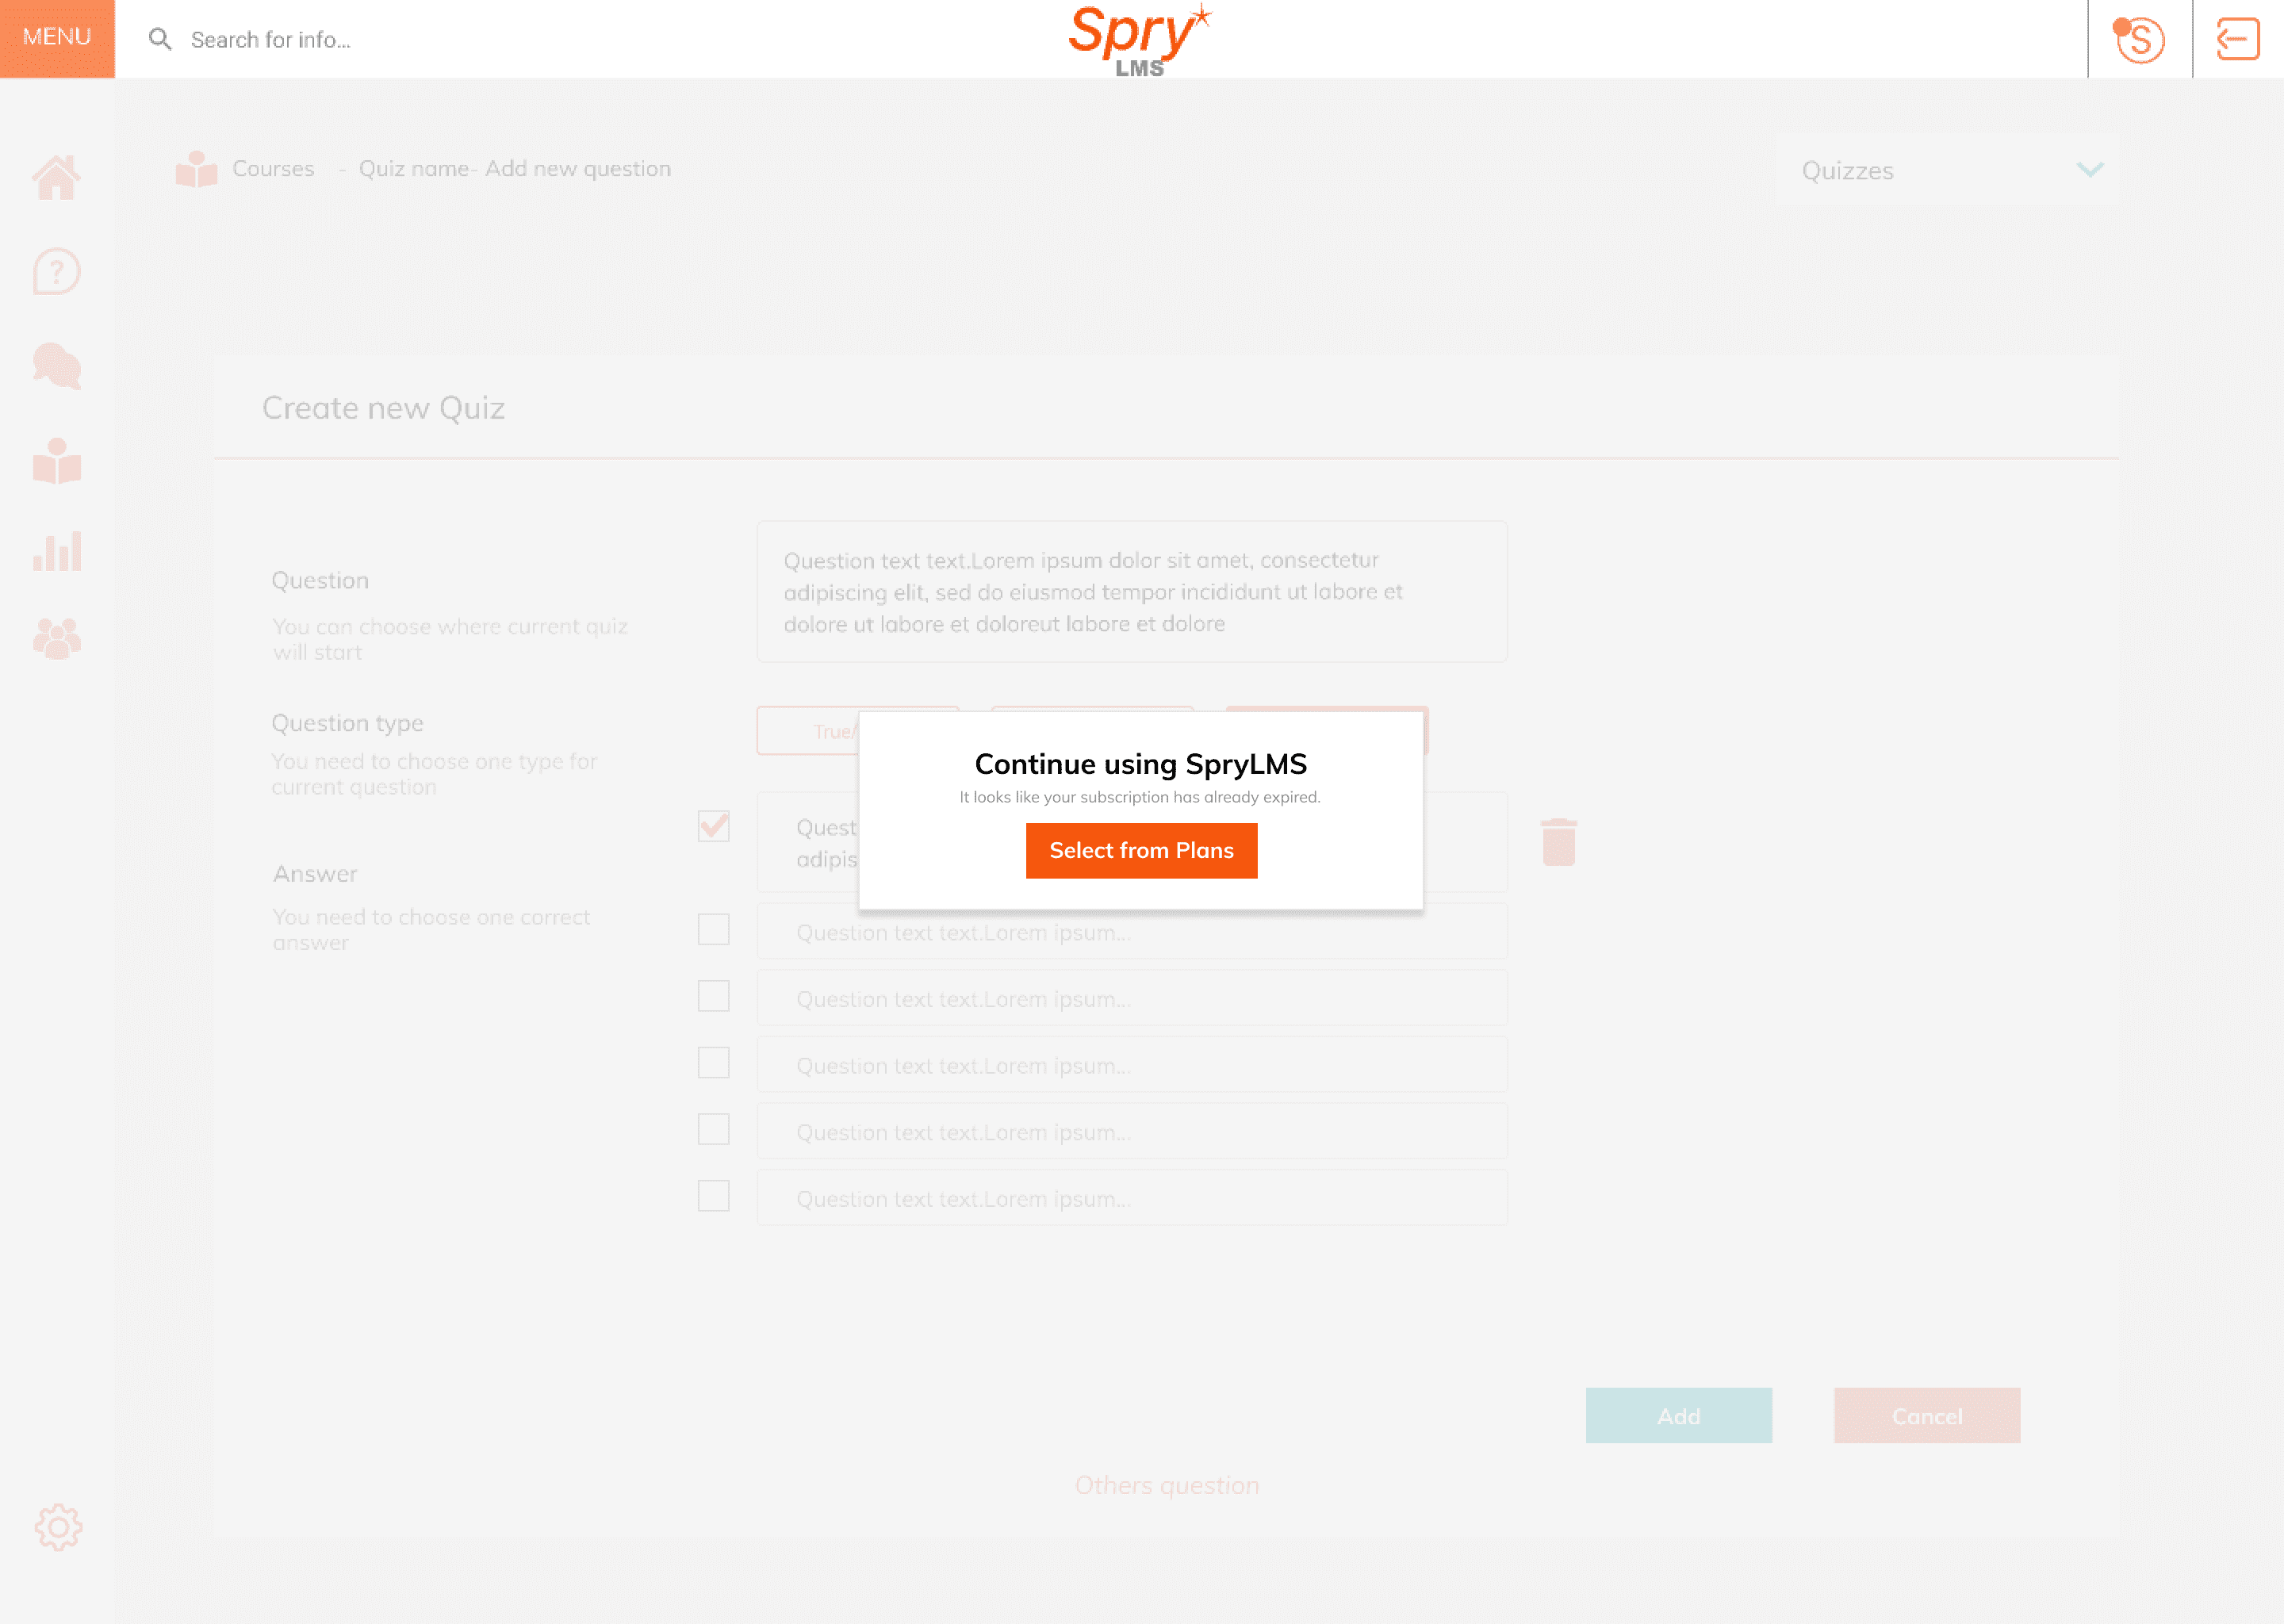 MENU
Search for info...
Spry*
LMS
S
Courses - Quiz name- Add new question
Quizzes
?
Create new Quiz
Question
You can choose where current quiz
will start
Question text text.Lorem ipsum dolor sit amet, consectetur
adipiscing elit, sed do eiusmod tempor incididunt ut labore et
dolore ut labore et doloreut labore et dolore
Question type
You need to choose one type for
current question
True/
Continue using SpryLMS
It looks like your subscription has already expired.
Select from Plans
Quest
adipis
Answer
You need to choose one correct
answer
Question text text.Lorem ipsum...
Question text text.Lorem ipsum...
Question text text.Lorem ipsum...
Question text text.Lorem ipsum...
Question text text.Lorem ipsum...
Add
Cancel
Others question